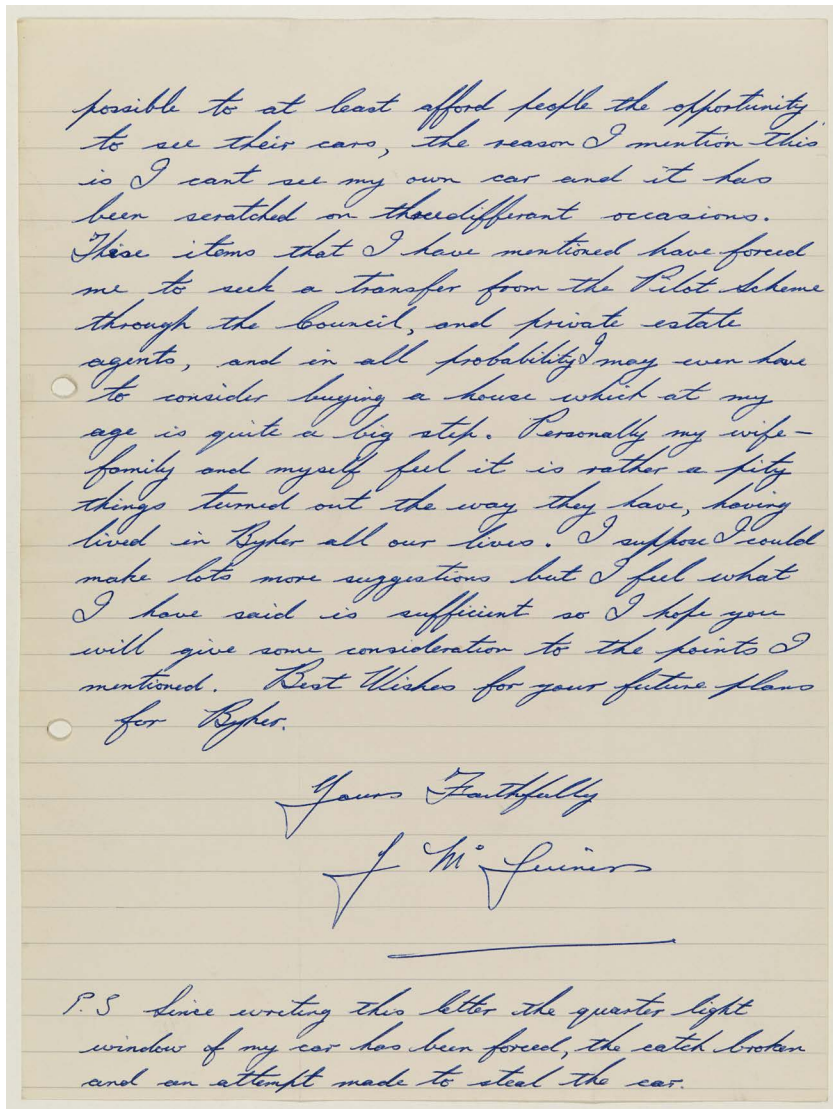 possible to at least afford people the opportunity
to see their cars, the reason I mention this
is I cant see my own car and it has
been scratched on three differant occasions.
These items that I have mentioned have forced
me to seek a transfer from the Pilot Scheme
through the Council, and private estate
agents, and in all probability I may even have
to consider buying a house which at my
age is quite a big step. Personally my wife-
family and myself feel it is rather a pity
things turned out the way they have, having
lived in Byker all our lives. I suppose I could
make lots more suggestions but I feel what
I have said is sufficient so I hope you
will give some consideration to the points I
mentioned. Best Wishes for your future plans
for Byker.
Yours Faithfully
J Mc
P.S Since writing this letter the quarter light
window of my car has been forced, the catch broken
and an attempt made to steal the car.